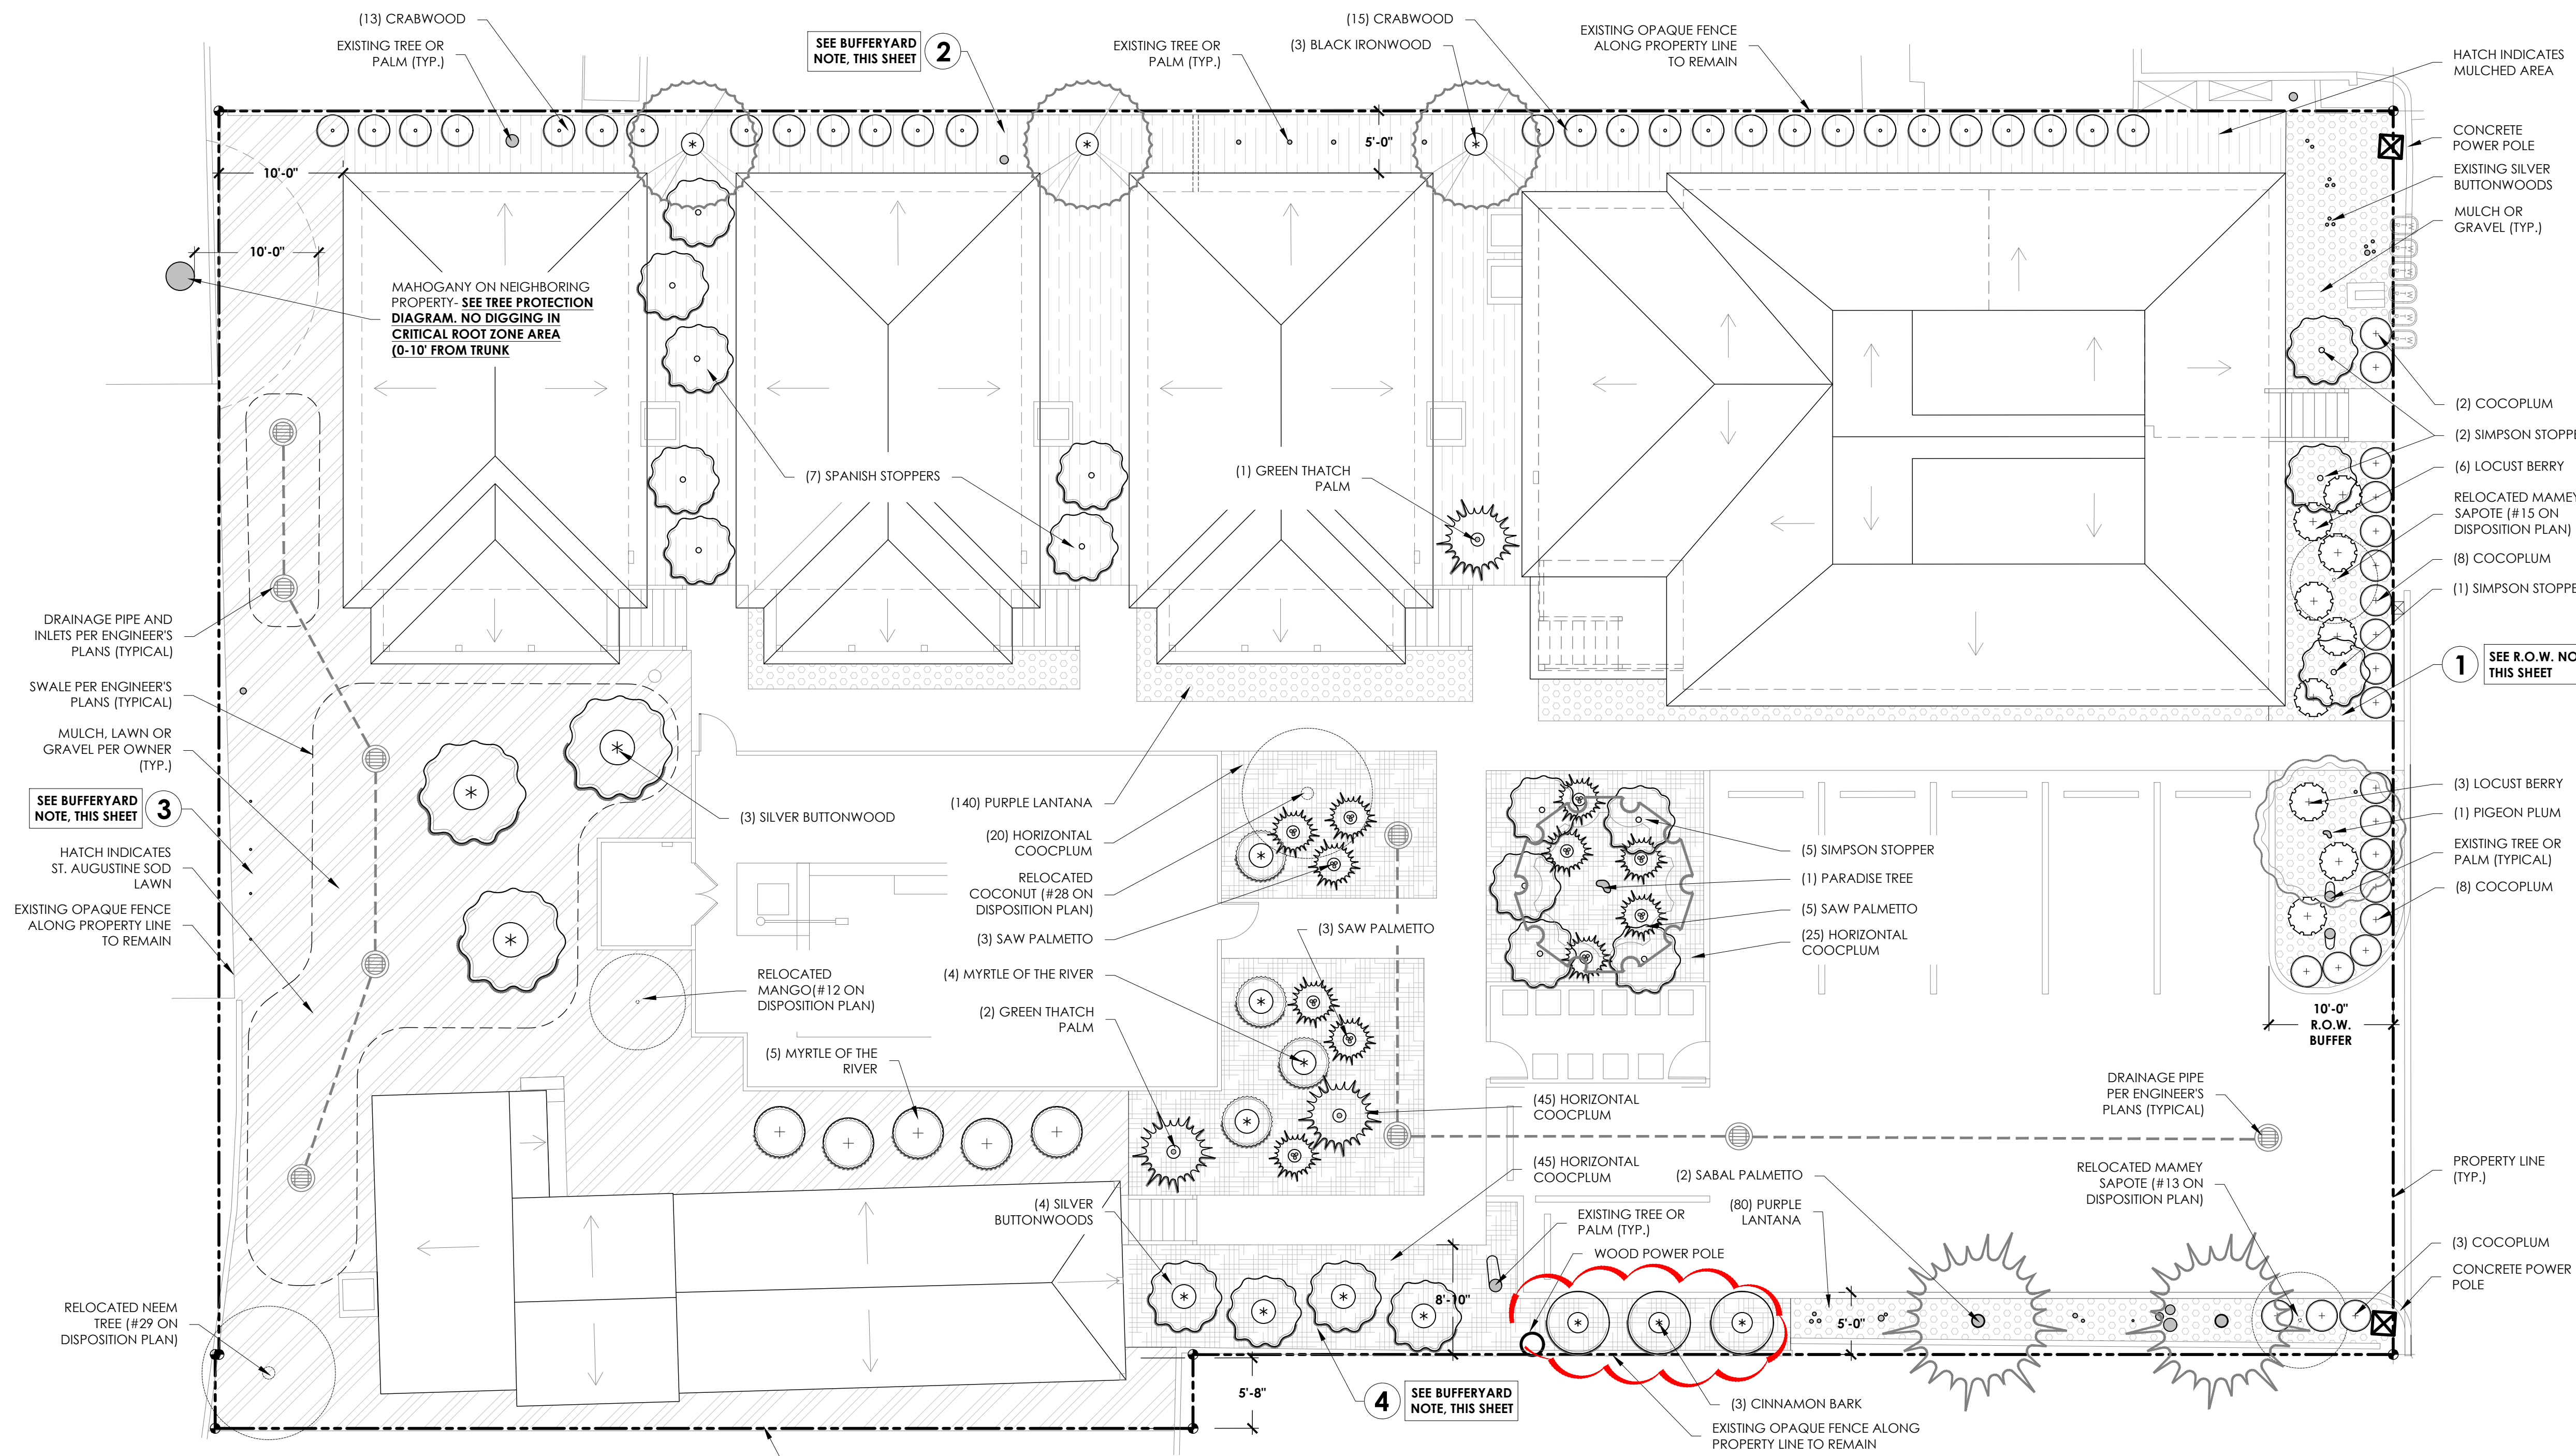 (13) CRABWOOD
EXISTING TREE OR
PALM (TYP.)
SEE BUFFERYARD
NOTE, THIS SHEET
2
EXISTING TREE OR
PALM (TYP.)
(15) CRABWOOD
(3) BLACK IRONWOOD
EXISTING OPAQUE FENCE
ALONG PROPERTY LINE
TO REMAIN
HATCH INDICATES
MULCHED AREA
CONCRETE
POWER POLE
EXISTING SILVER
BUTTONWOODS
MULCH OR
GRAVEL (TYP.)
5'-0"
10'-0"
10'-0"
MAHOGANY ON NEIGHBORING
PROPERTY- SEE TREE PROTECTION
DIAGRAM. NO DIGGING IN
CRITICAL ROOT ZONE AREA
(0-10' FROM TRUNK
(2) COCOPLUM
(2) SIMPSON STOPPE
(6) LOCUST BERRY
RELOCATED MAMEY
SAPOTE (#15 ON
DISPOSITION PLAN)
(8) COCOPLUM
(1) SIMPSON STOPPE
1
SEE R.O.W. NO
THIS SHEET
(7) SPANISH STOPPERS
(1) GREEN THATCH
PALM
DRAINAGE PIPE AND
INLETS PER ENGINEER'S
PLANS (TYPICAL)
SWALE PER ENGINEER'S
PLANS (TYPICAL)
MULCH, LAWN OR
GRAVEL PER OWNER
(TYP.)
SEE BUFFERYARD
NOTE, THIS SHEET
3
HATCH INDICATES
ST. AUGUSTINE SOD
LAWN
EXISTING OPAQUE FENCE
ALONG PROPERTY LINE
TO REMAIN
(3) SILVER BUTTONWOOD
(140) PURPLE LANTANA
(20) HORIZONTAL
COOCPLUM
RELOCATED
COCONUT (#28 ON
DISPOSITION PLAN)
(3) SAW PALMETTO
(4) MYRTLE OF THE RIVER
(2) GREEN THATCH
PALM
(3) SAW PALMETTO
RELOCATED
MANGO(#12 ON
DISPOSITION PLAN)
(5) MYRTLE OF THE
RIVER
(5) SIMPSON STOPPER
(1) PARADISE TREE
(5) SAW PALMETTO
(25) HORIZONTAL
COOCPLUM
(3) LOCUST BERRY
(1) PIGEON PLUM
EXISTING TREE OR
PALM (TYPICAL)
(8) COCOPLUM
10'-0"
R.O.W.
BUFFER
DRAINAGE PIPE
PER ENGINEER'S
PLANS (TYPICAL)
(45) HORIZONTAL
COOCPLUM
(45) HORIZONTAL
COOCPLUM
(2) SABAL PALMETTO
(80) PURPLE
LANTANA
RELOCATED MAMEY
SAPOTE (#13 ON
DISPOSITION PLAN)
PROPERTY LINE
(TYP.)
(3) COCOPLUM
CONCRETE POWER
POLE
(4) SILVER
BUTTONWOODS
EXISTING TREE OR
PALM (TYP.)
WOOD POWER POLE
8'-10"
5'-0"
RELOCATED NEEM
TREE (#29 ON
DISPOSITION PLAN)
5'-8"
4
SEE BUFFERYARD
NOTE, THIS SHEET
(3) CINNAMON BARK
EXISTING OPAQUE FENCE ALONG
PROPERTY LINE TO REMAIN